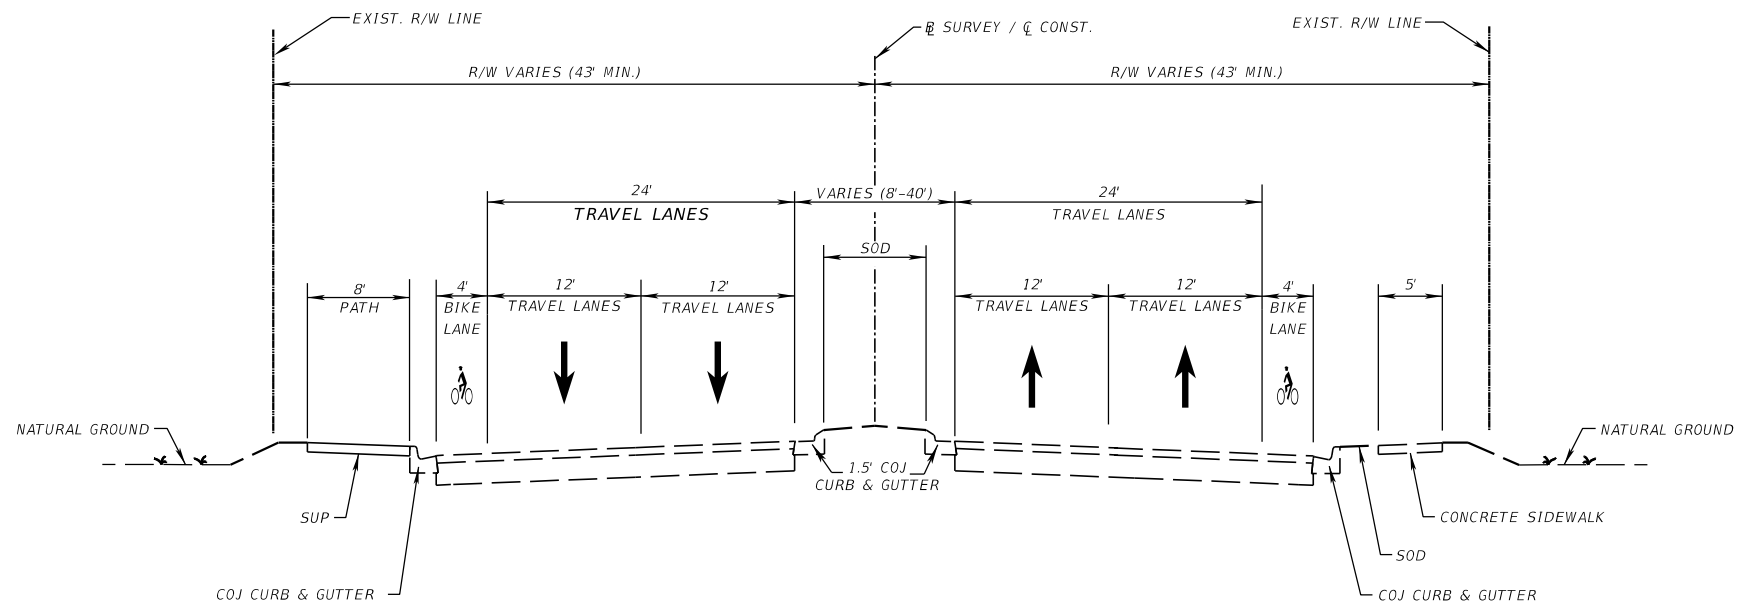 EXIST. R/W LINE
℄ SURVEY / ℄ CONST.
EXIST. R/W LINE
R/W VARIES (43' MIN.)
R/W VARIES (43' MIN.)
24'
VARIES (8'-40')
24'
TRAVEL LANES
TRAVEL LANES
SOD
8'
PATH
4'
BIKE
LANE
12'
TRAVEL LANES
12'
TRAVEL LANES
12'
TRAVEL LANES
12'
TRAVEL LANES
4'
BIKE
LANE
5'
NATURAL GROUND
NATURAL GROUND
1.5' COJ
CURB & GUTTER
SUP
CONCRETE SIDEWALK
SOD
COJ CURB & GUTTER
COJ CURB & GUTTER